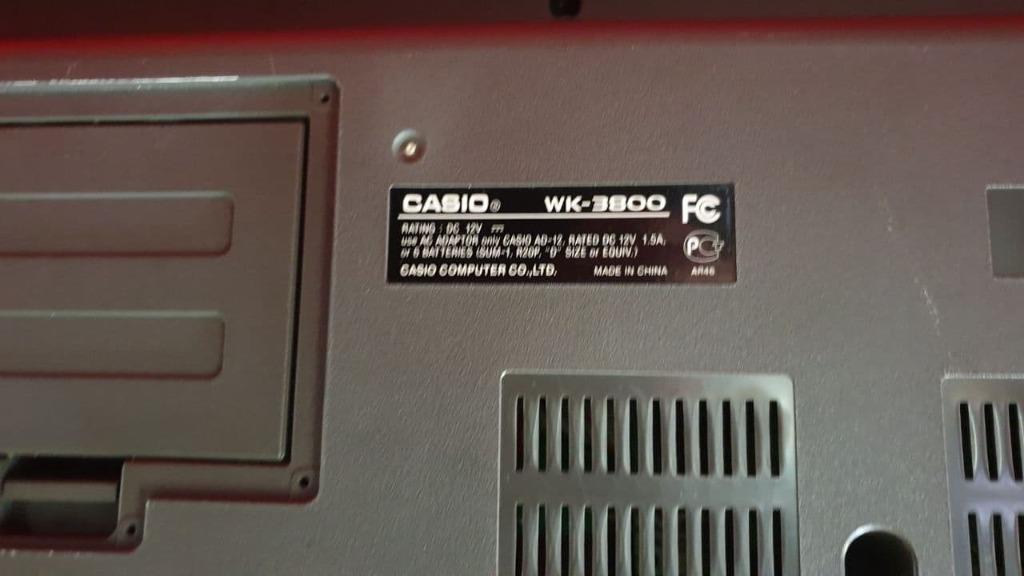 CASIO® WK-3800 FC
RATING : DC 12V ⎓
use AC ADAPTOR only CASIO AD-12, RATED DC 12V 1.5A,
or 6 BATTERIES (SUM-1, R20P, "D" SIZE or EQUIV.)
CASIO COMPUTER CO.,LTD. MADE IN CHINA AR46